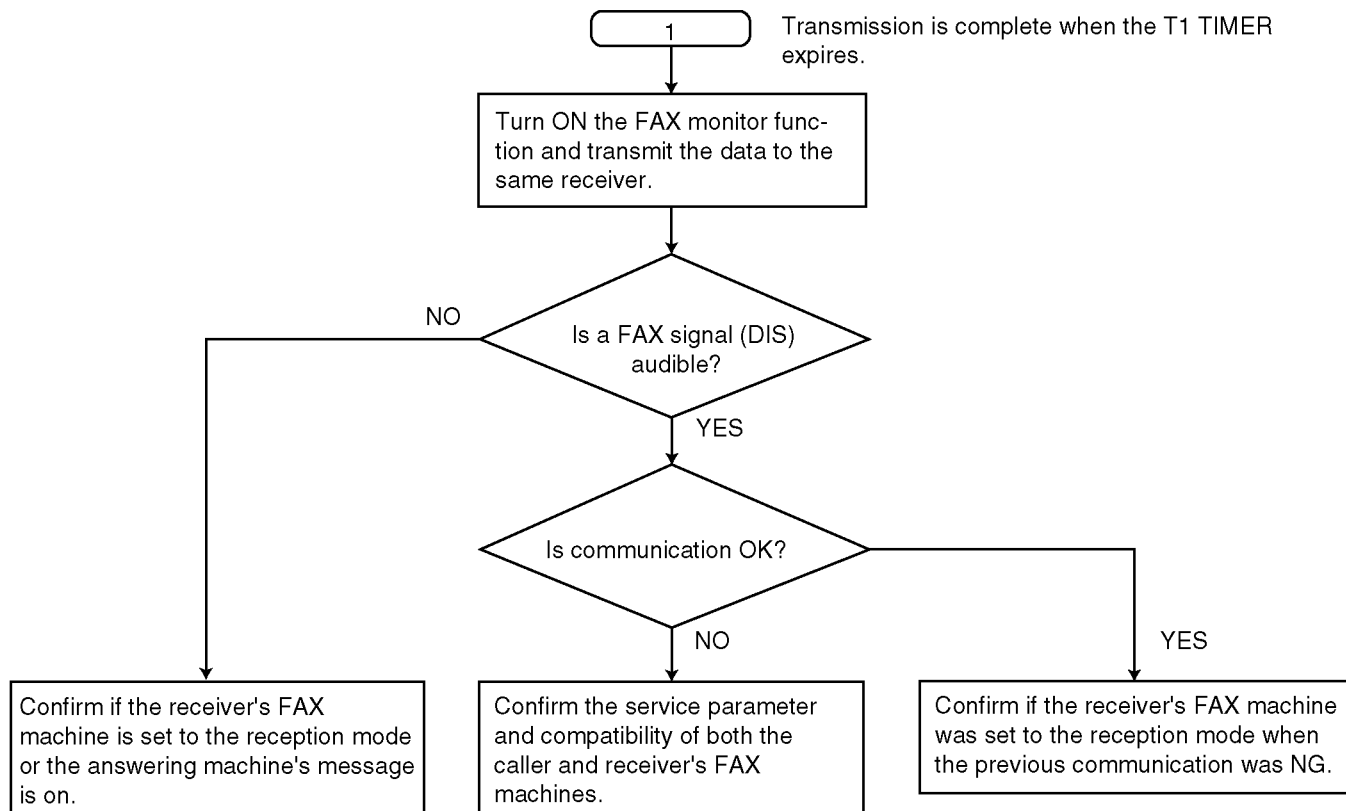 1
Transmission is complete when the T1 TIMER
expires.
Turn ON the FAX monitor func-
tion and transmit the data to the
same receiver.
NO
Is a FAX signal (DIS)
audible?
YES
Is communication OK?
NO
YES
Confirm if the receiver's FAX
machine is set to the reception mode
or the answering machine's message
is on.
Confirm the service parameter
and compatibility of both the
caller and receiver's FAX
machines.
Confirm if the receiver's FAX machine
was set to the reception mode when
the previous communication was NG.